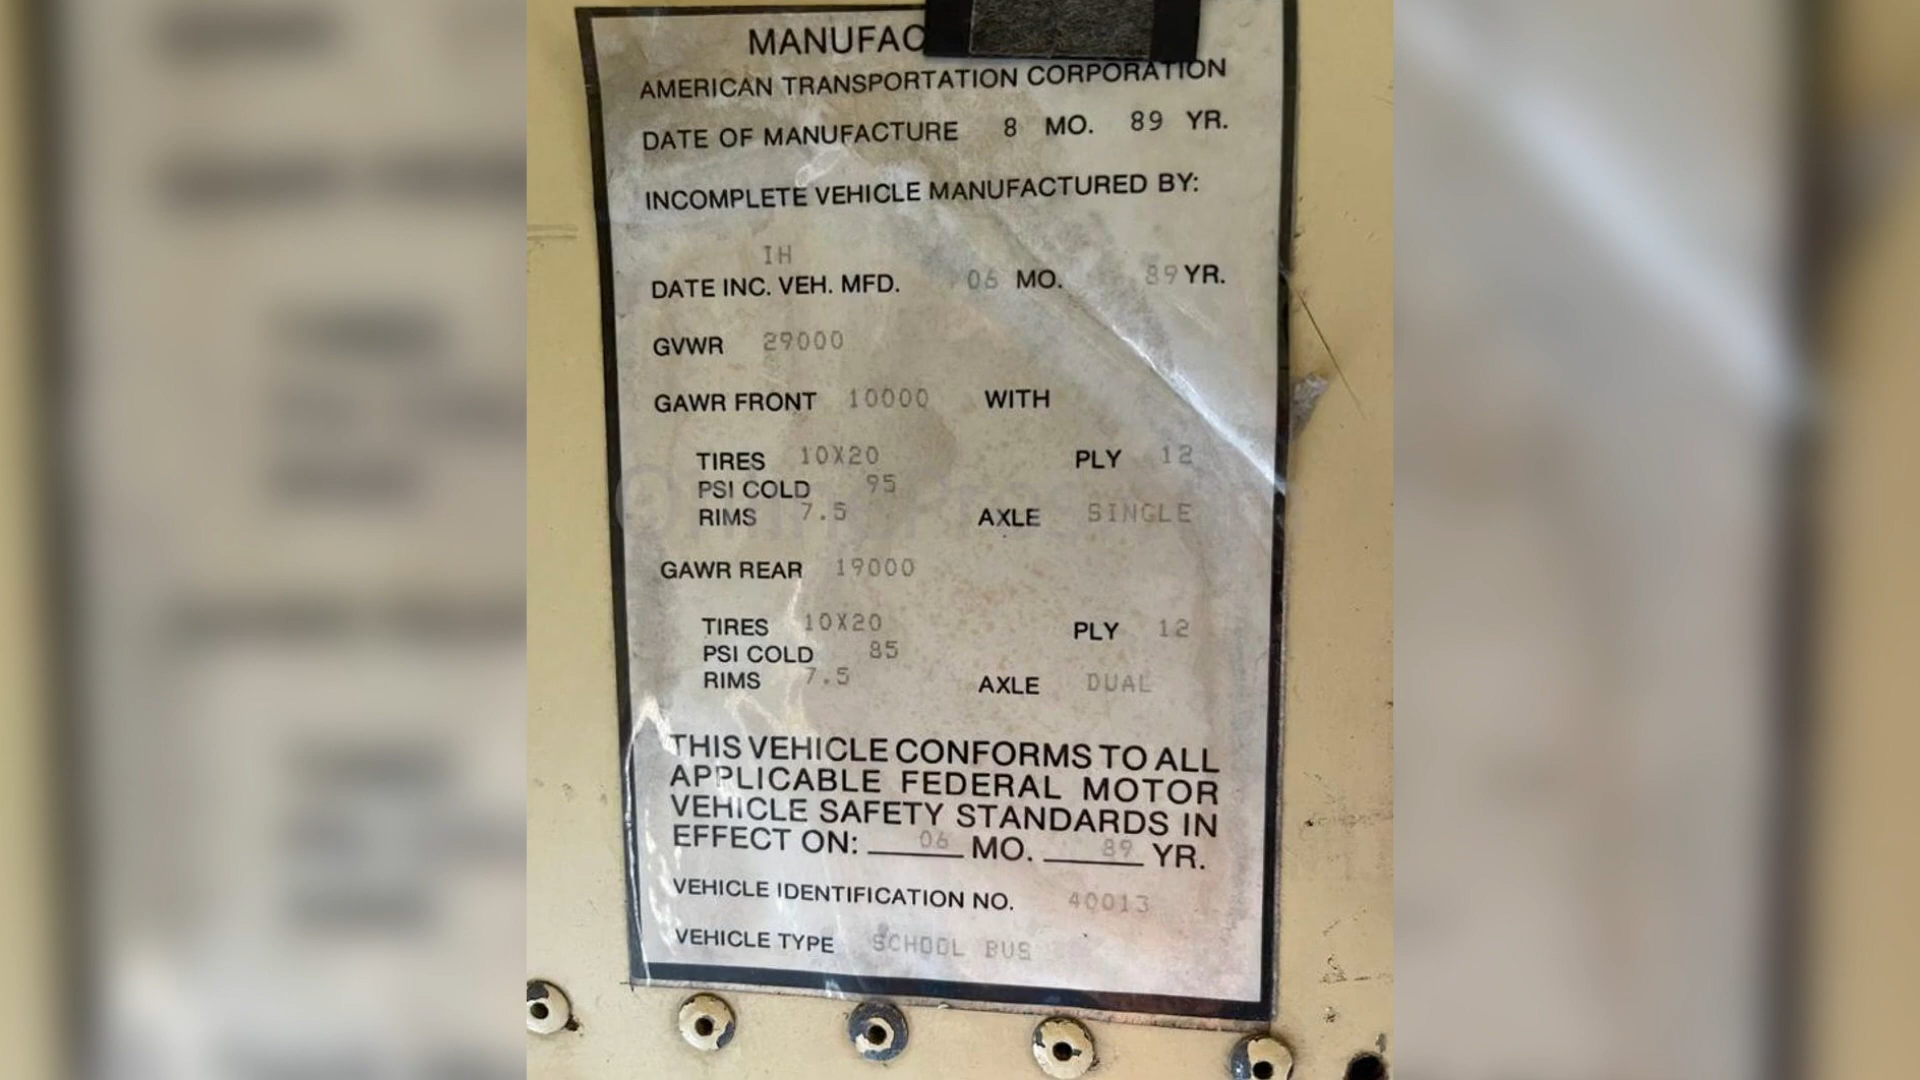 MANUFAC
AMERICAN TRANSPORTATION CORPORATION
DATE OF MANUFACTURE 8 MO. 89 YR.
INCOMPLETE VEHICLE MANUFACTURED BY:
IH
DATE INC. VEH. MFD. 06 MO. 89 YR.
GVWR 29000
GAWR FRONT 10000 WITH
TIRES 10X20 PLY 12
PSI COLD 95
RIMS 7.5 AXLE SINGLE
GAWR REAR 19000
TIRES 10X20 PLY 12
PSI COLD 85
RIMS 7.5 AXLE DUAL
THIS VEHICLE CONFORMS TO ALL
APPLICABLE FEDERAL MOTOR
VEHICLE SAFETY STANDARDS IN
EFFECT ON: 06 MO. 89 YR.
VEHICLE IDENTIFICATION NO. 40013
VEHICLE TYPE SCHOOL BUS